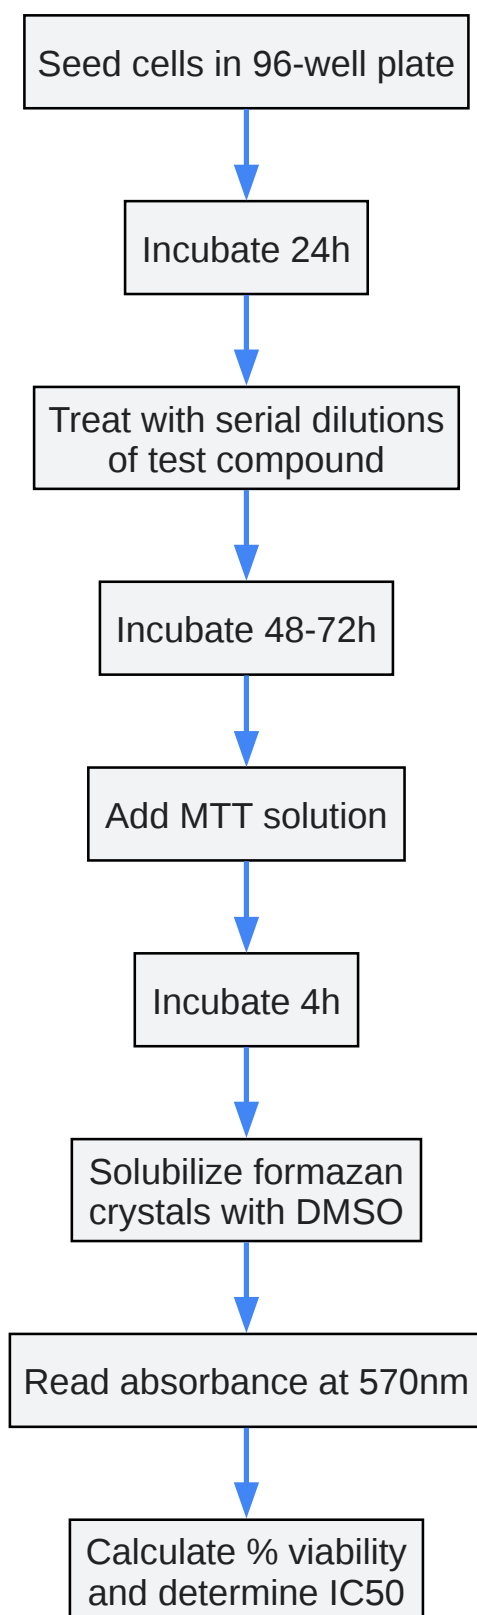 Seed cells in 96-well plate
Incubate 24h
Treat with serial dilutions
of test compound
Incubate 48-72h
Add MTT solution
Incubate 4h
Solubilize formazan
crystals with DMSO
Read absorbance at 570nm
Calculate % viability
and determine IC50